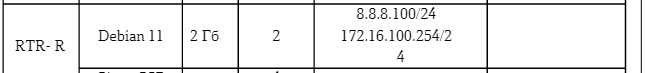 8.8.8.100/24
RTR- R Debian 11 2 Гб 2 172.16.100.254/2
4